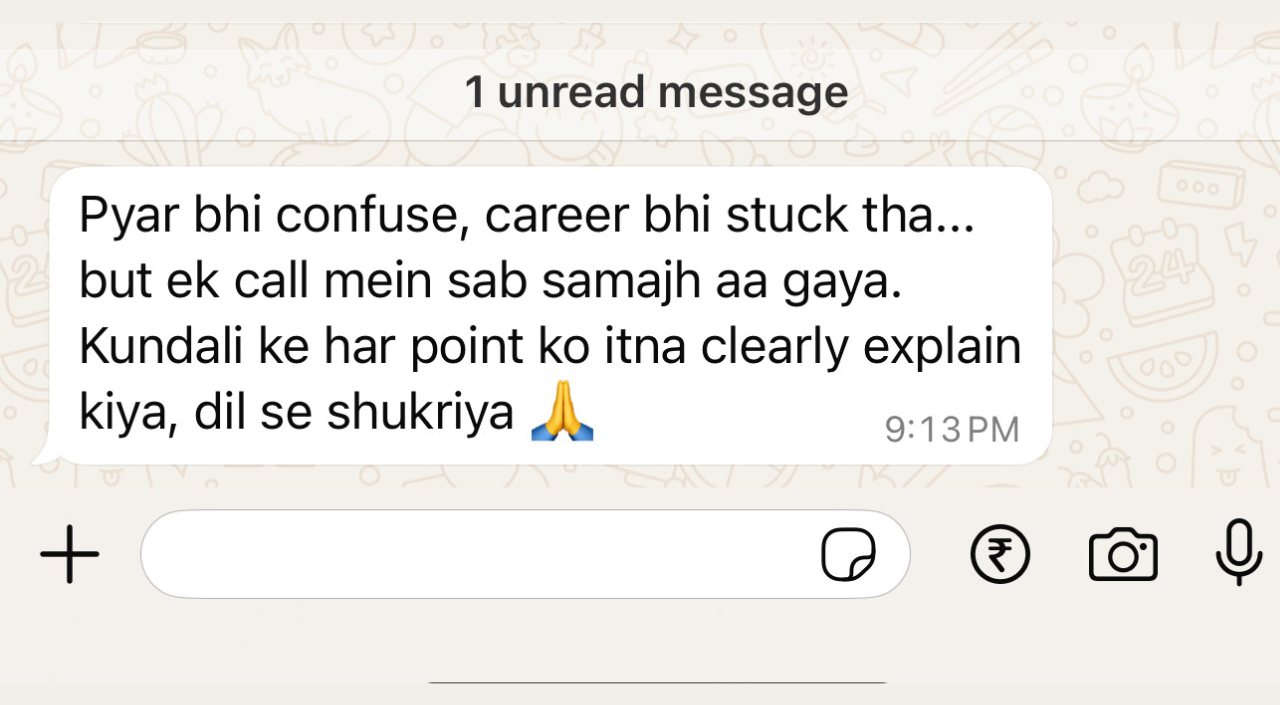 1 unread message
Pyar bhi confuse, career bhi stuck tha...
but ek call mein sab samajh aa gaya.
Kundali ke har point ko itna clearly explain
kiya, dil se shukriya 🙏
9:13 PM
₹
24